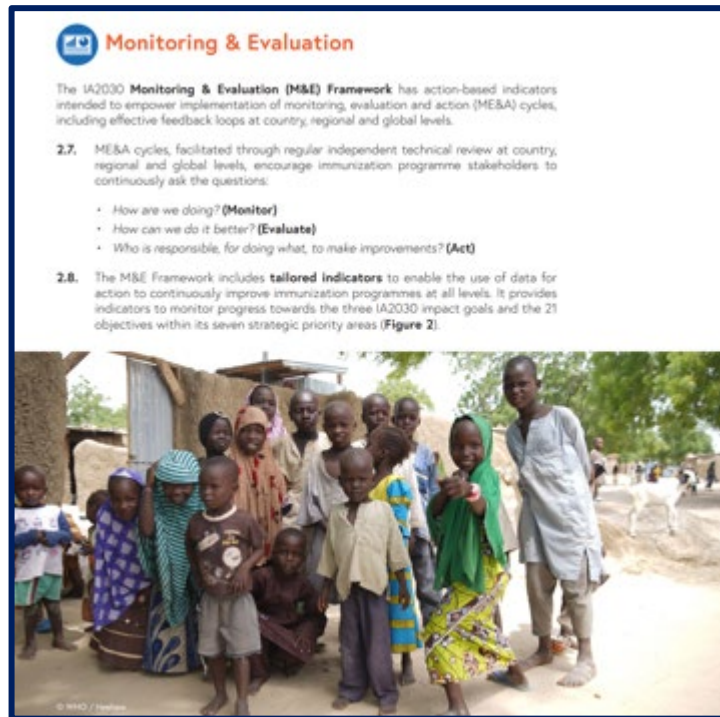 Monitoring & Evaluation
The IA2030 Monitoring & Evaluation (M&E) Framework has action-based indicators
intended to empower implementation of monitoring, evaluation and action (ME&A) cycles,
including effective feedback loops at country, regional and global levels.
2.7. ME&A cycles, facilitated through regular independent technical review at country,
regional and global levels, encourage immunization programme stakeholders to
continuously ask the questions:
• How are we doing? (Monitor)
• How can we do it better? (Evaluate)
• Who is responsible, for doing what, to make improvements? (Act)
2.8. The M&E Framework includes tailored indicators to enable the use of data for
action to continuously improve immunization programmes at all levels. It provides
indicators to monitor progress towards the three IA2030 impact goals and the 21
objectives within its seven strategic priority areas (Figure 2).
© WHO /